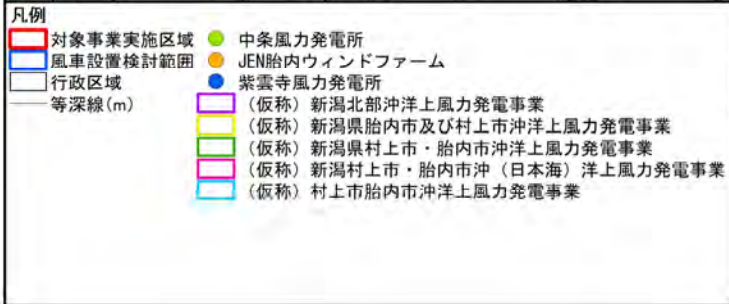 凡例
対象事業実施区域
風車設置検討範囲
行政区域
等深線(m)
中条風力発電所
JEN胎内ウィンドファーム
紫雲寺風力発電所
(仮称)新潟北部沖洋上風力発電事業
(仮称)新潟県胎内市及び村上市沖洋上風力発電事業
(仮称)新潟県村上市・胎内市沖洋上風力発電事業
(仮称)新潟村上市・胎内市沖(日本海)洋上風力発電事業
(仮称)村上市胎内市沖洋上風力発電事業